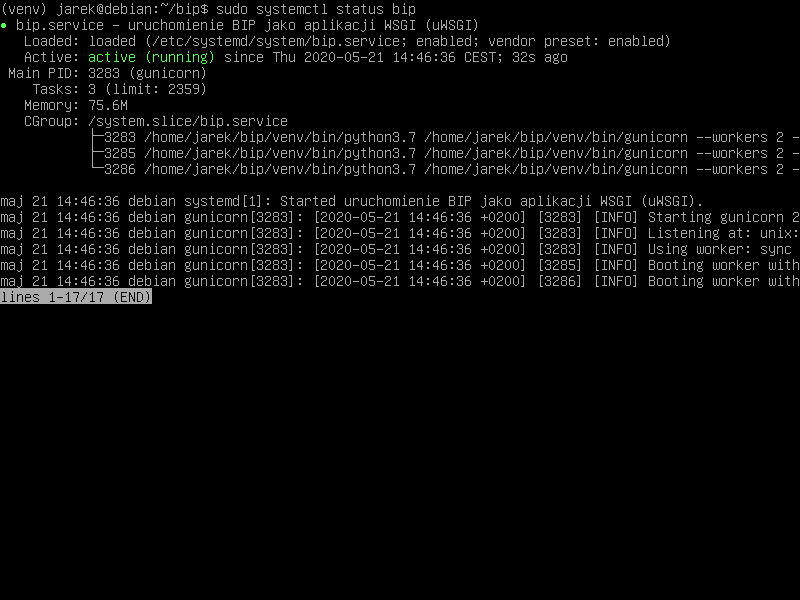 (venv) jarek@debian:~/bip$ sudo systemctl status bip
● bip.service - uruchomienie BIP jako aplikacji WSGI (uWSGI)
   Loaded: loaded (/etc/systemd/system/bip.service; enabled; vendor preset: enabled)
   Active: active (running) since Thu 2020-05-21 14:46:36 CEST; 32s ago
 Main PID: 3283 (gunicorn)
    Tasks: 3 (limit: 2359)
   Memory: 75.6M
   CGroup: /system.slice/bip.service
           ├─3283 /home/jarek/bip/venv/bin/python3.7 /home/jarek/bip/venv/bin/gunicorn --workers 2 -
           ├─3285 /home/jarek/bip/venv/bin/python3.7 /home/jarek/bip/venv/bin/gunicorn --workers 2 -
           └─3286 /home/jarek/bip/venv/bin/python3.7 /home/jarek/bip/venv/bin/gunicorn --workers 2 -
maj 21 14:46:36 debian systemd[1]: Started uruchomienie BIP jako aplikacji WSGI (uWSGI).
maj 21 14:46:36 debian gunicorn[3283]: [2020-05-21 14:46:36 +0200] [3283] [INFO] Starting gunicorn 2
maj 21 14:46:36 debian gunicorn[3283]: [2020-05-21 14:46:36 +0200] [3283] [INFO] Listening at: unix:
maj 21 14:46:36 debian gunicorn[3283]: [2020-05-21 14:46:36 +0200] [3283] [INFO] Using worker: sync
maj 21 14:46:36 debian gunicorn[3283]: [2020-05-21 14:46:36 +0200] [3285] [INFO] Booting worker with
maj 21 14:46:36 debian gunicorn[3283]: [2020-05-21 14:46:36 +0200] [3286] [INFO] Booting worker with
lines 1-17/17 (END)